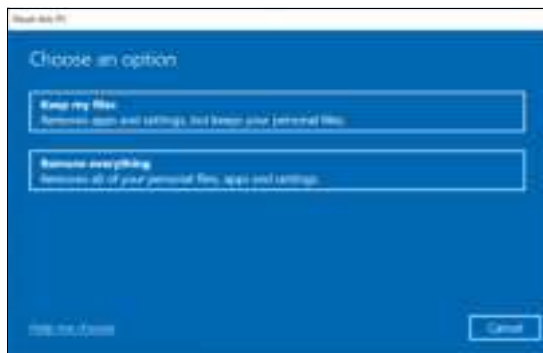 Reset this PC
Choose an option
Keep my files
Removes apps and settings, but keeps your personal files.
Remove everything
Removes all of your personal files, apps and settings.
Help me choose
Cancel